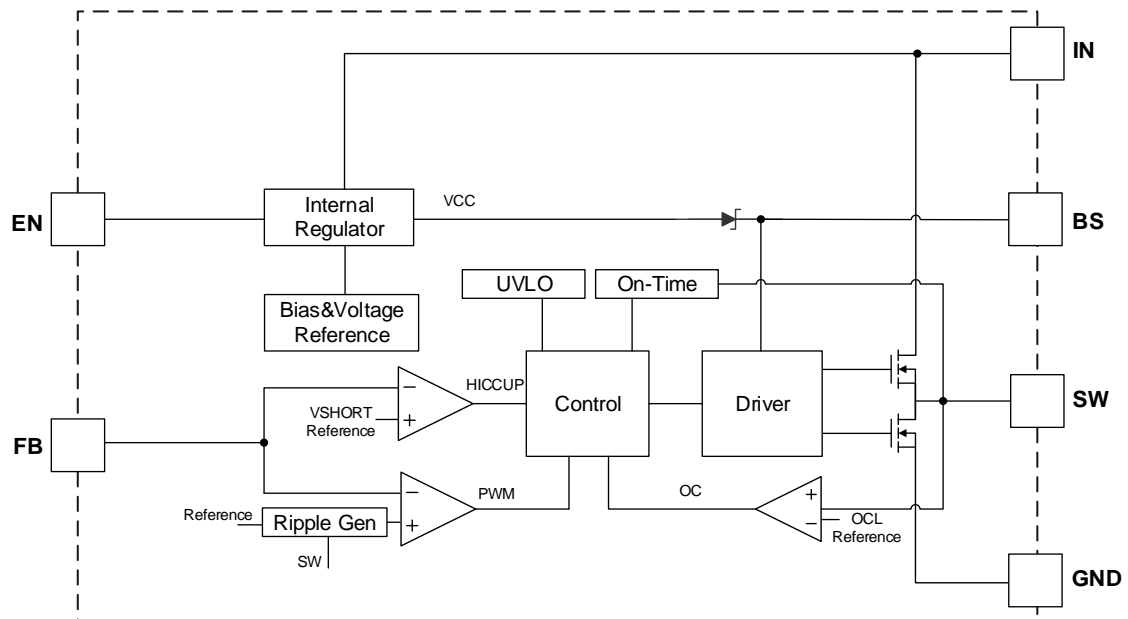 IN
EN
Internal
Regulator
VCC
BS
UVLO
On-Time
Bias&Voltage
Reference
HICCUP
−
VSHORT
Reference
+
Control
Driver
SW
FB
−
PWM
OC
+
Reference
Ripple Gen
+
−
OCL
Reference
SW
GND